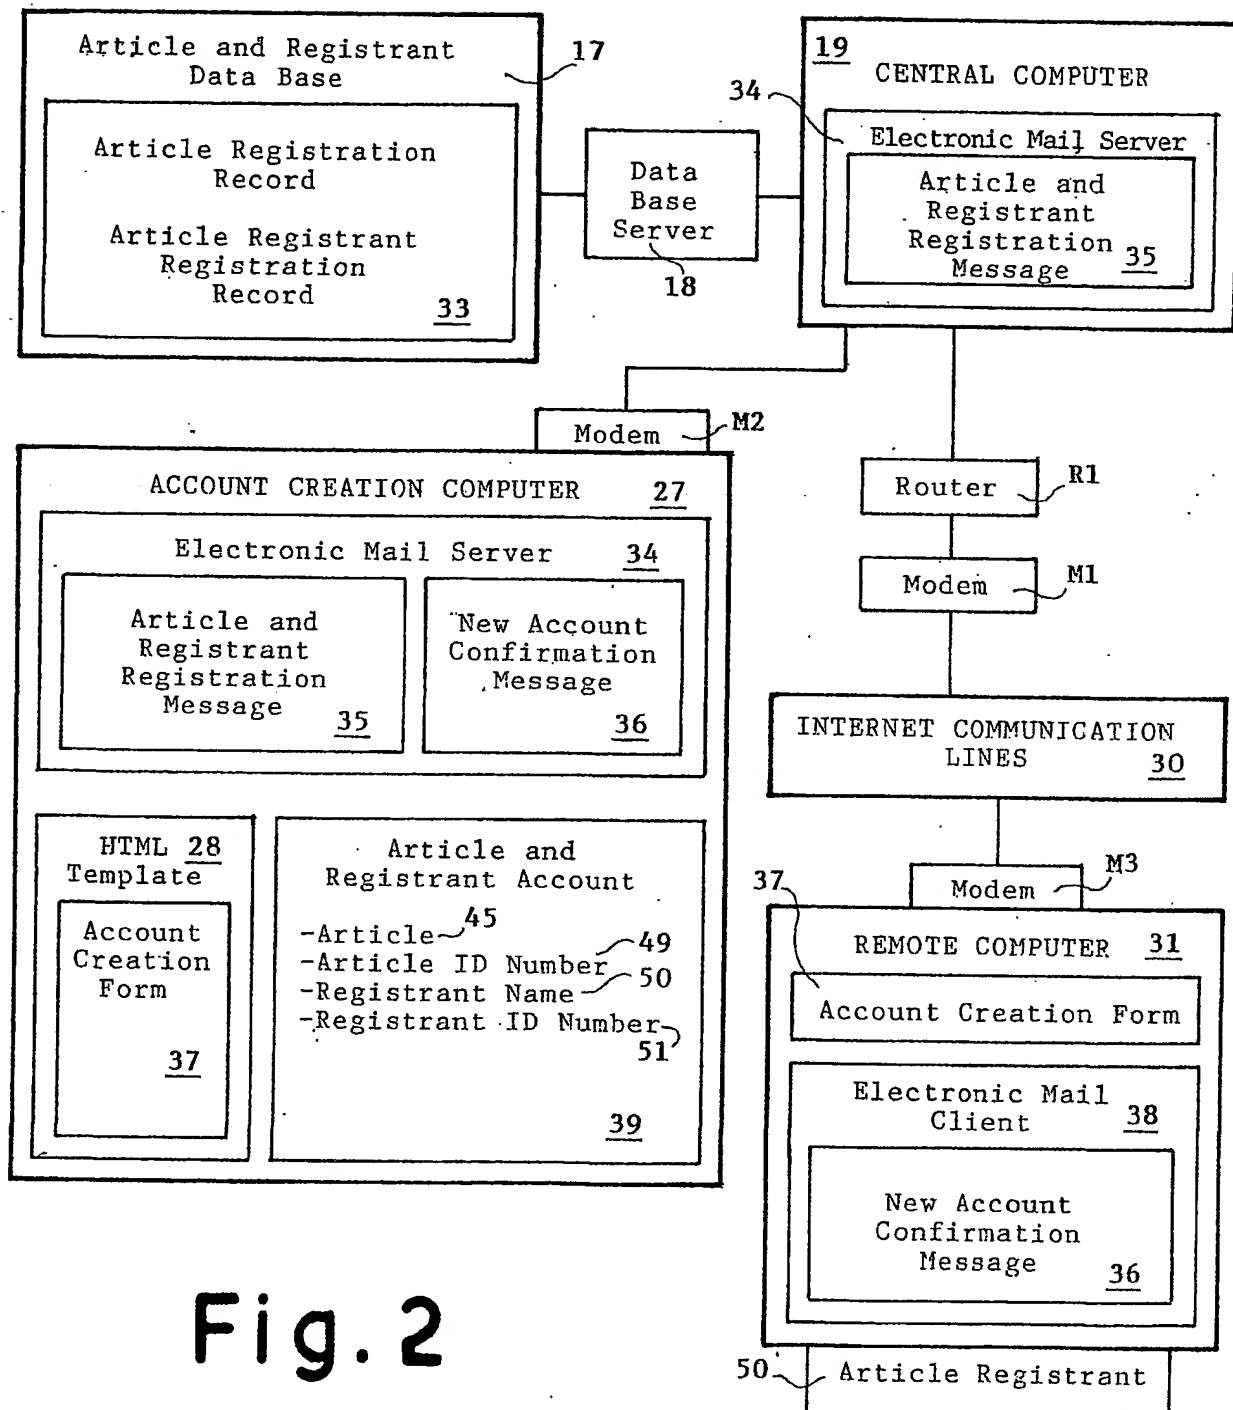 Article and Registrant
Data Base
17
Article Registration
Record
Article Registrant
Registration
Record
33
Data
Base
Server
18
19
CENTRAL COMPUTER
34
Electronic Mail Server
Article and
Registrant
Registration
Message
35
Modem
M2
ACCOUNT CREATION COMPUTER 27
Electronic Mail Server 34
Article and
Registrant
Registration
Message
35
New Account
Confirmation
Message
36
HTML 28
Template
Account
Creation
Form
37
Article and
Registrant Account
-Article 45
-Article ID Number 49
-Registrant Name 50
-Registrant ID Number
51
39
Router
R1
Modem
M1
INTERNET COMMUNICATION
LINES
30
Modem
M3
37
REMOTE COMPUTER 31
Account Creation Form
Electronic Mail
Client
38
New Account
Confirmation
Message
36
50
Article Registrant
Fig. 2